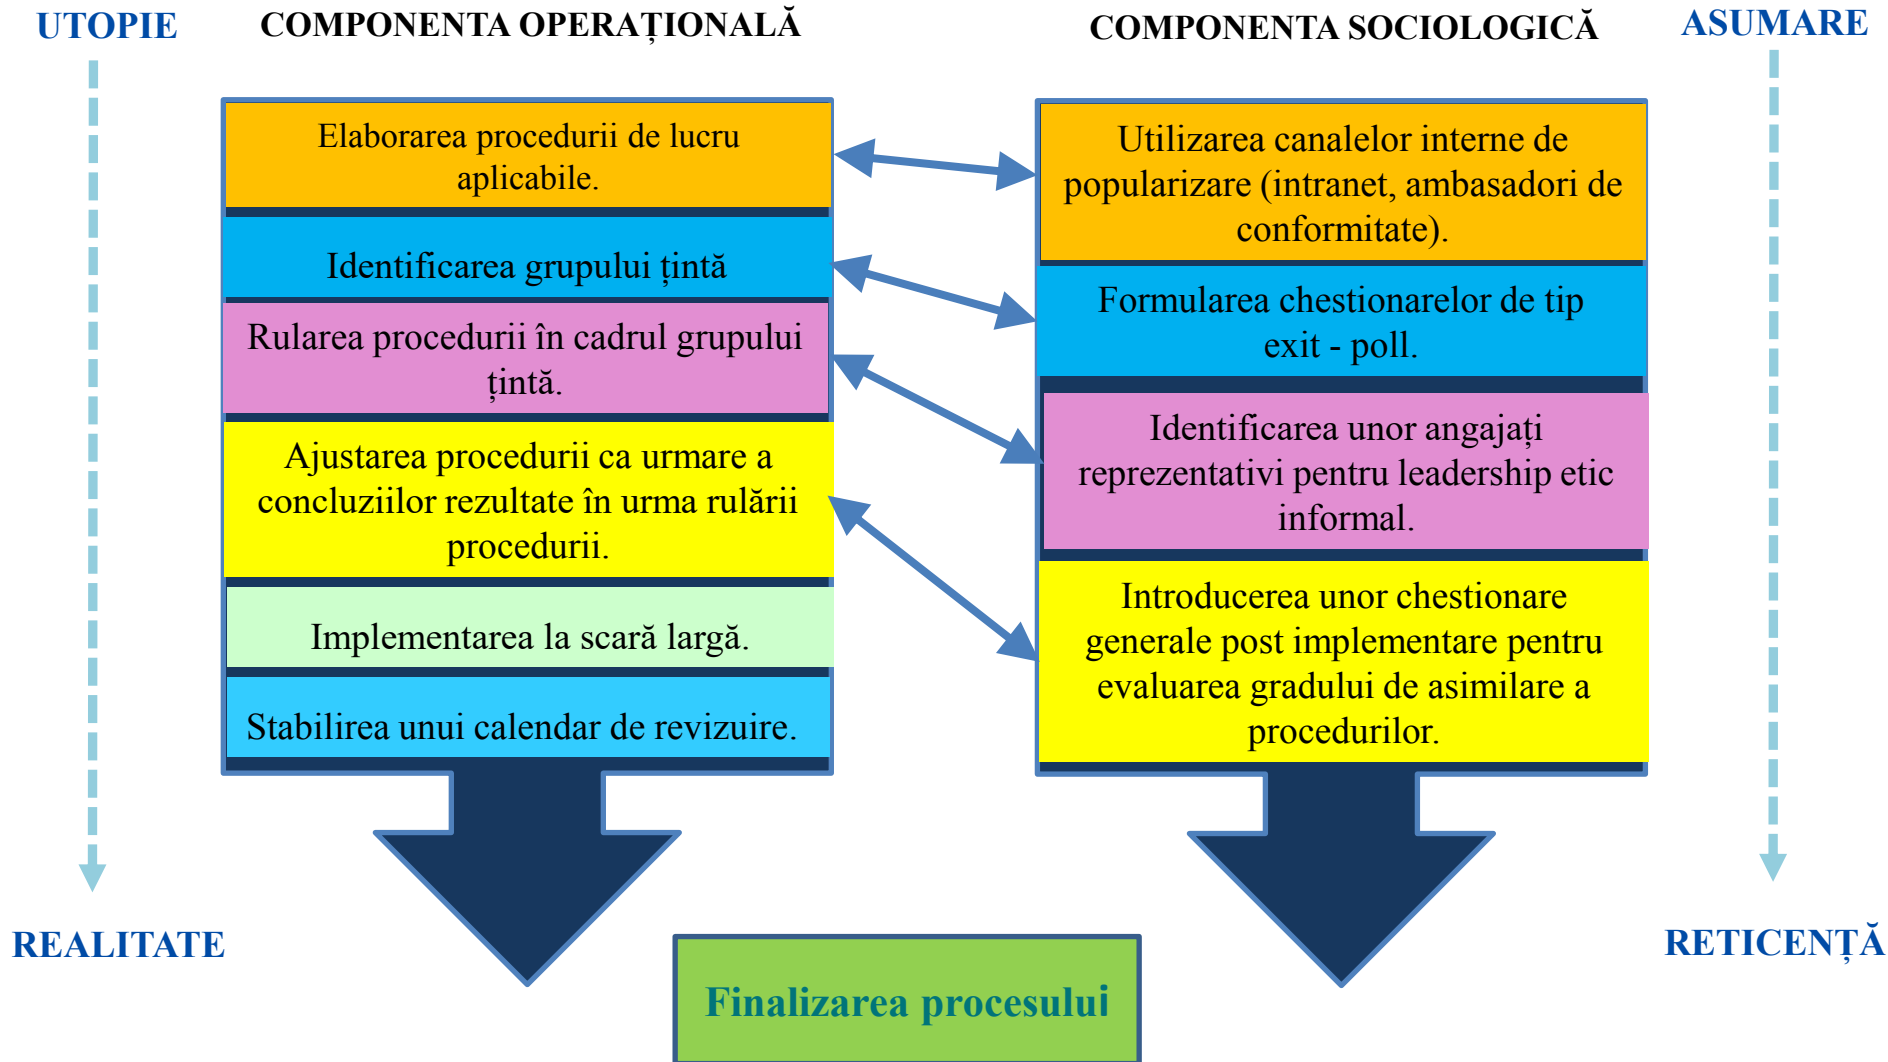 UTOPIE
COMPONENTA OPERAȚIONALĂ
COMPONENTA SOCIOLOGICĂ
ASUMARE
Elaborarea procedurii de lucru
aplicabile.
Identificarea grupului țintă
Rularea procedurii în cadrul grupului
țintă.
Ajustarea procedurii ca urmare a
concluziilor rezultate în urma rulării
procedurii.
Implementarea la scară largă.
Stabilirea unui calendar de revizuire.
Utilizarea canalelor interne de
popularizare (intranet, ambasadori de
conformitate).
Formularea chestionarelor de tip
exit - poll.
Identificarea unor angajați
reprezentativi pentru leadership etic
informal.
Introducerea unor chestionare
generale post implementare pentru
evaluarea gradului de asimilare a
procedurilor.
REALITATE
RETICENȚĂ
Finalizarea procesului